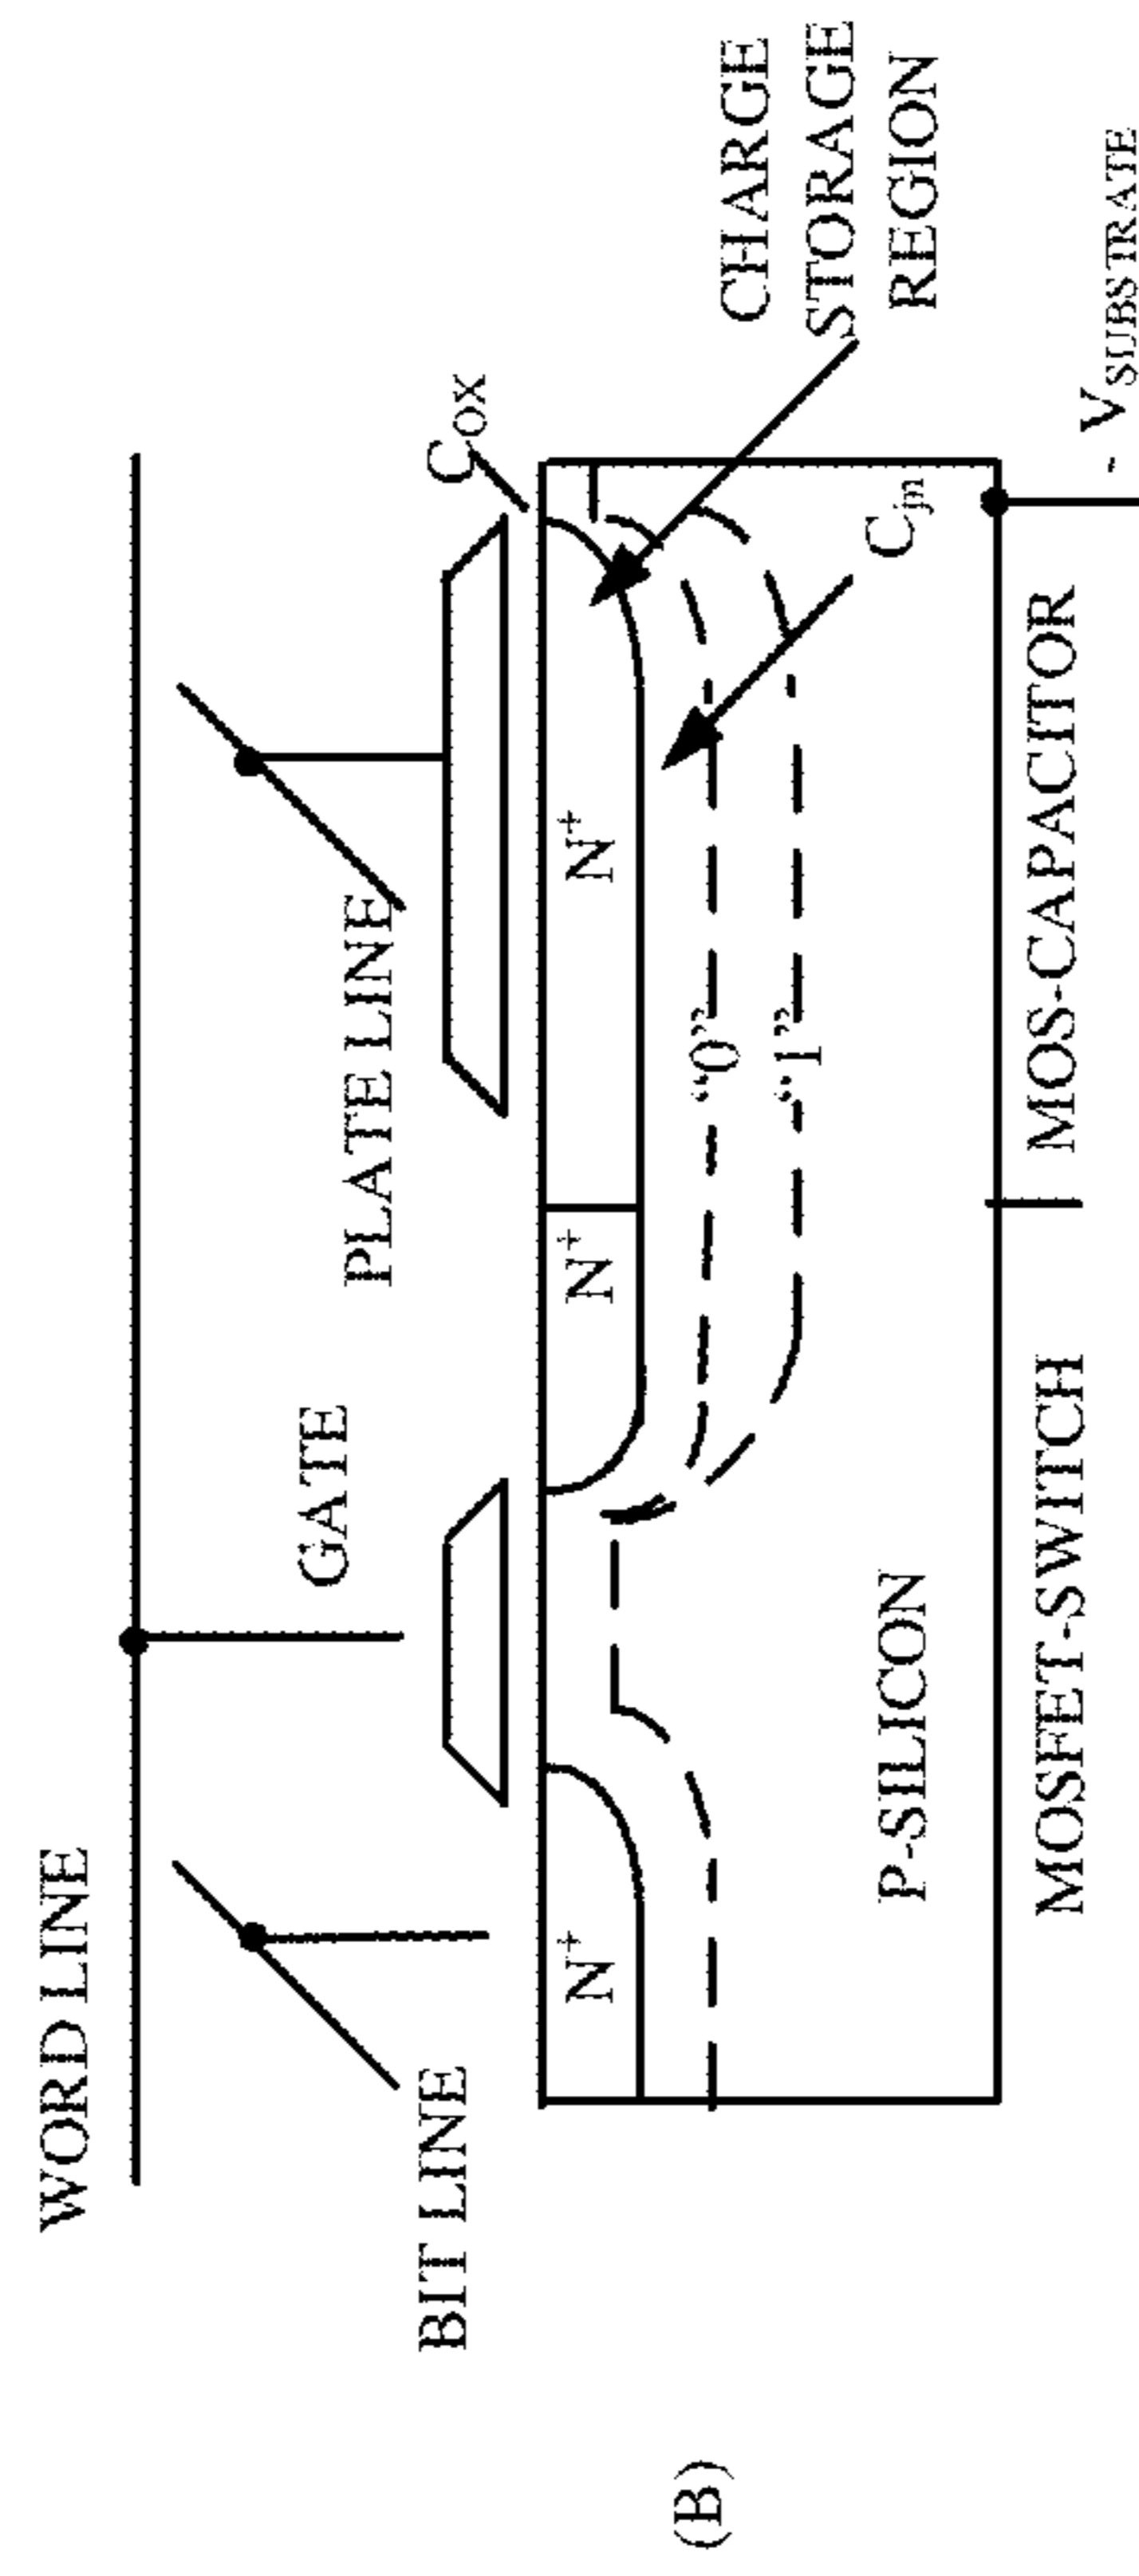 WORD LINE
GATE
BIT LINE
PLATE LINE
C_OX
N⁺
N⁺
N⁺
CHARGE
STORAGE
REGION
(B)
“0”
“1”
C_jn
P-SILICON
MOSFET-SWITCH
MOS-CAPACITOR
- V_SUBSTRATE